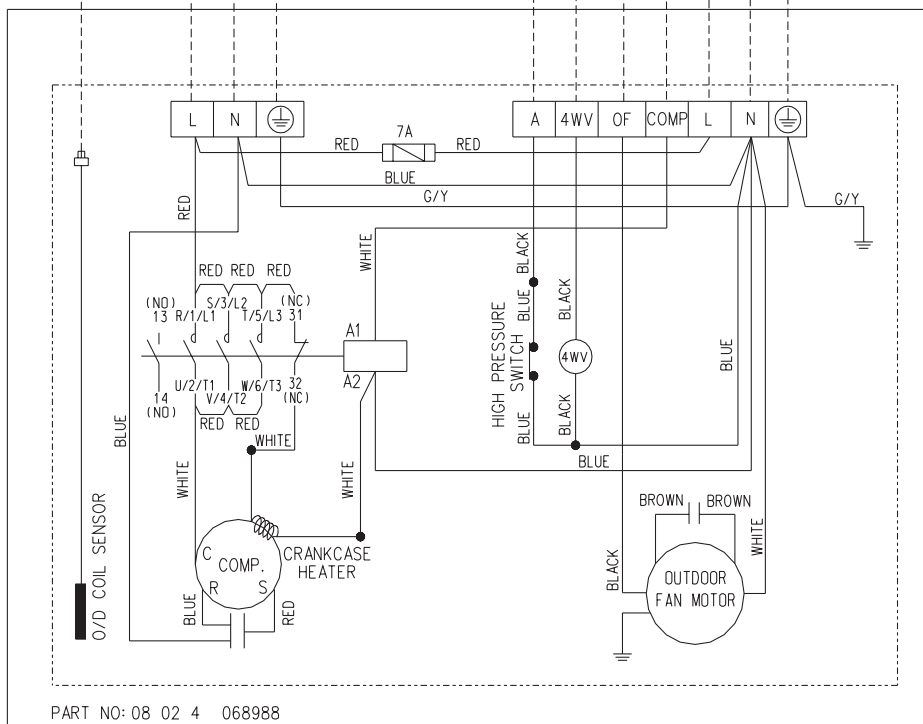 L N
A 4WV OF COMP L N
7A
RED RED
BLUE
G/Y
G/Y
RED
WHITE
BLACK
BLUE
BLACK
RED RED RED
(NO) S/3/L2 (NC)
13 R/1/L1 T/5/L3 31
A1
A2
HIGH PRESSURE
SWITCH
4WV
BLUE
U/2/T1 W/6/T3 32
14 V/4/T2 (NC)
(NO)
RED RED
BLUE
WHITE
BLUE
BLACK
BLUE
WHITE
WHITE
BROWN BROWN
WHITE
O/D COIL SENSOR
C
COMP.
R S
CRANKCASE
HEATER
BLACK
OUTDOOR
FAN MOTOR
BLUE
RED
PART NO: 08 02 4 068988